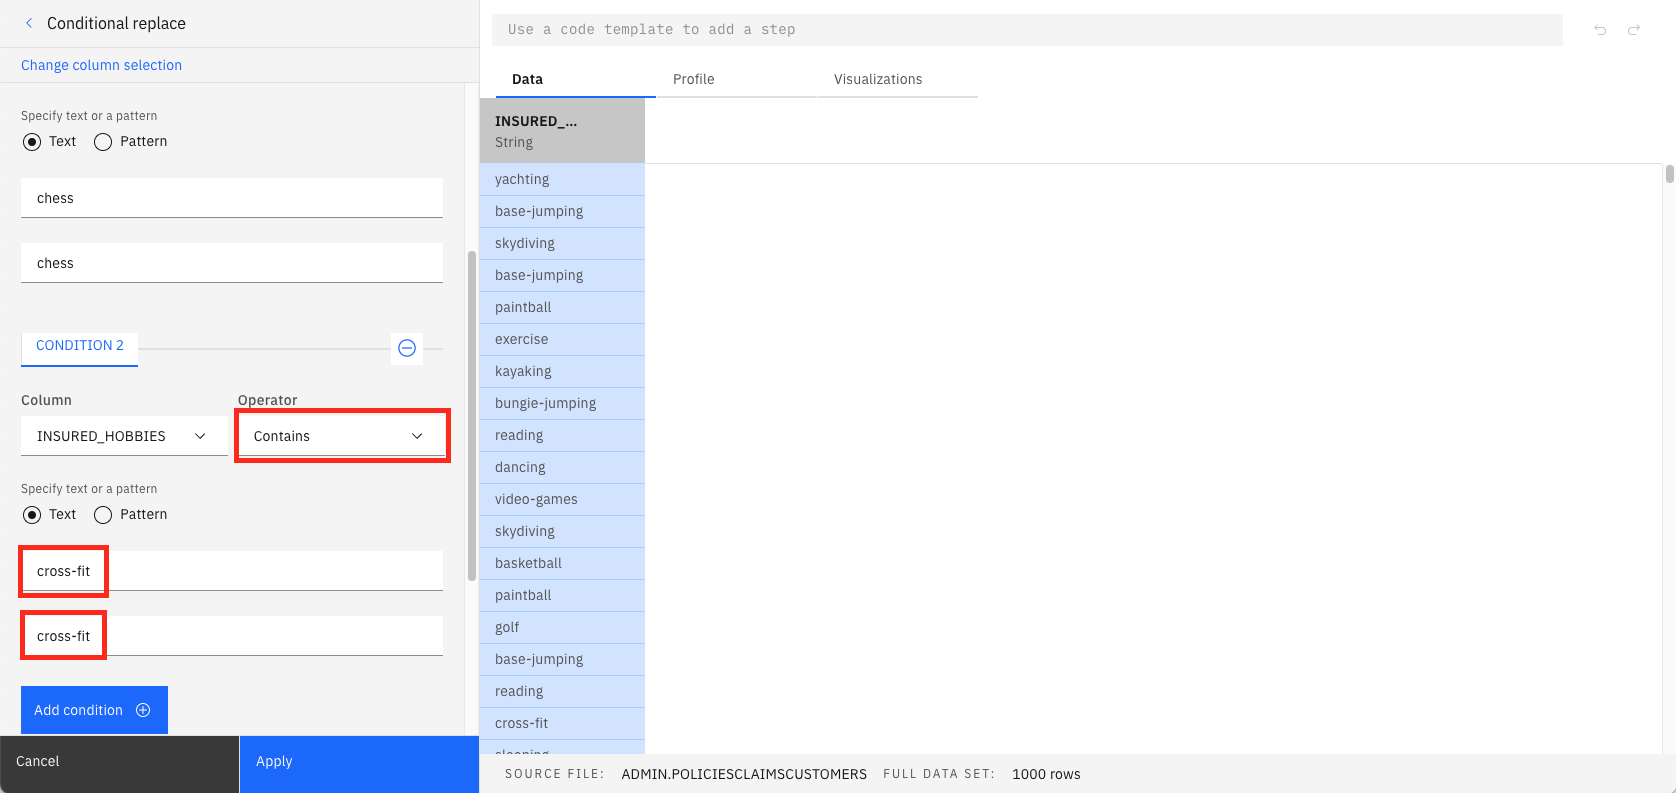 Conditional replace
Change column selection
Specify text or a pattern
Text Pattern
chess
chess
CONDITION 2
Column Operator
INSURED_HOBBIES Contains
Specify text or a pattern
Text Pattern
cross-fit
cross-fit
Add condition
Cancel Apply
Use a code template to add a step
Data Profile Visualizations
INSURED_...
String
yachting
base-jumping
skydiving
base-jumping
paintball
exercise
kayaking
bungie-jumping
reading
dancing
video-games
skydiving
basketball
paintball
golf
base-jumping
reading
cross-fit
sleeping
SOURCE FILE: ADMIN.POLICIESCLAIMSCUSTOMERS FULL DATA SET: 1000 rows